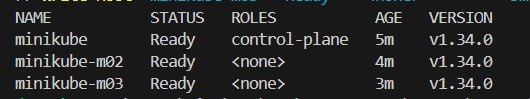 NAME STATUS ROLES AGE VERSION
minikube Ready control-plane 5m v1.34.0
minikube-m02 Ready <none> 4m v1.34.0
minikube-m03 Ready <none> 3m v1.34.0